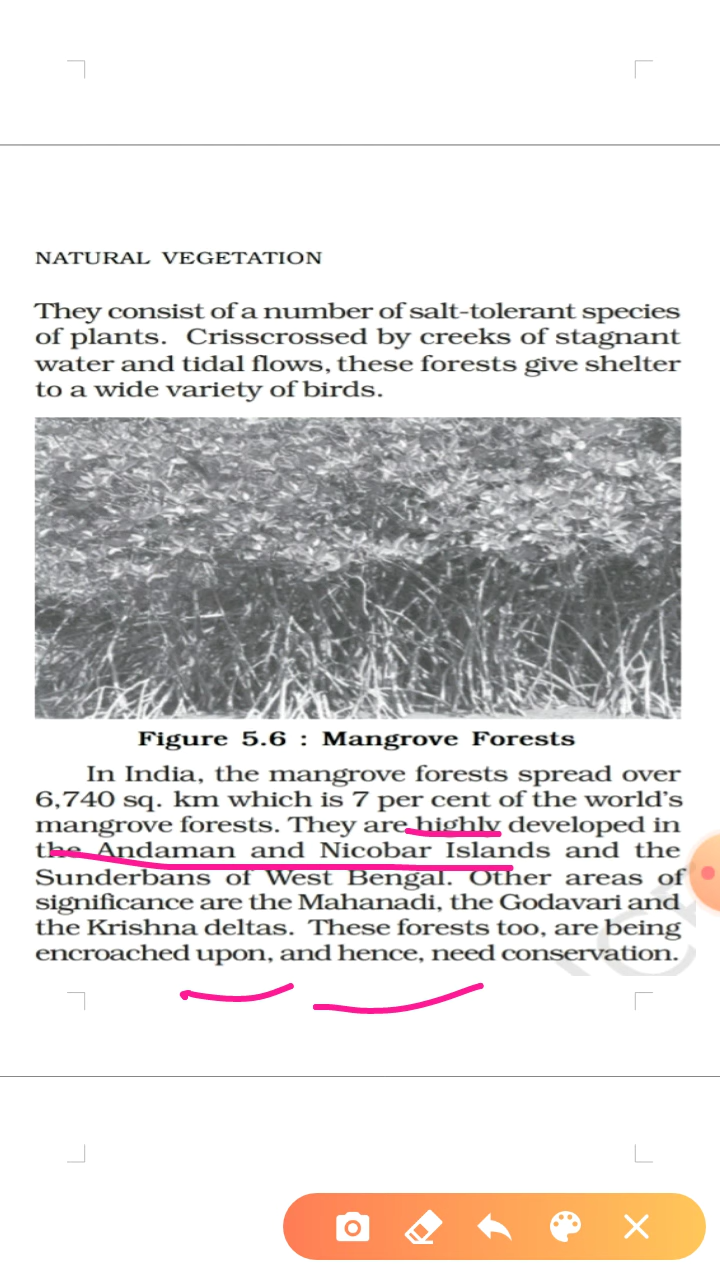 NATURAL VEGETATION
They consist of a number of salt-tolerant species
of plants. Crisscrossed by creeks of stagnant
water and tidal flows, these forests give shelter
to a wide variety of birds.
Figure 5.6 : Mangrove Forests
In India, the mangrove forests spread over
6,740 sq. km which is 7 per cent of the world's
mangrove forests. They are highly developed in
the Andaman and Nicobar Islands and the
Sunderbans of West Bengal. Other areas of
significance are the Mahanadi, the Godavari and
the Krishna deltas. These forests too, are being
encroached upon, and hence, need conservation.